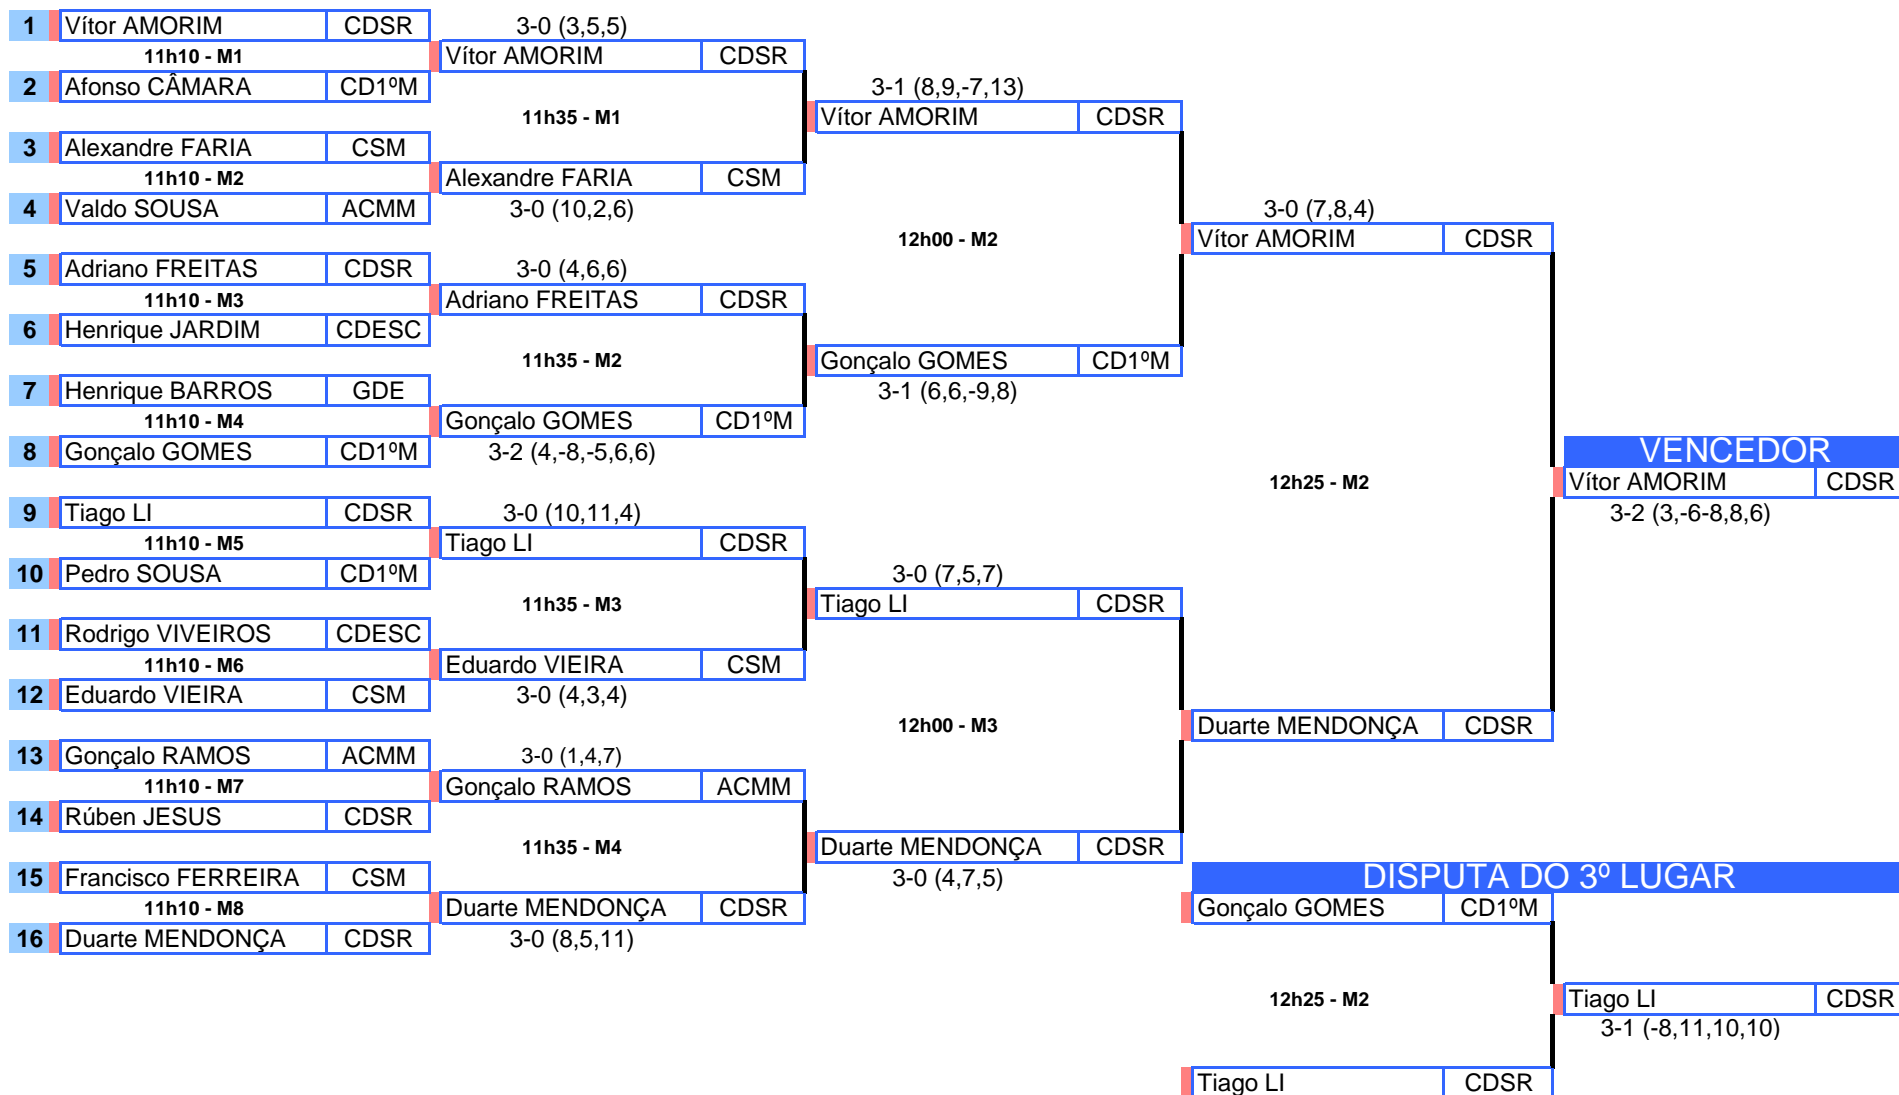 1 Vítor AMORIM CDSR 3-0 (3,5,5)
11h10 - M1 Vítor AMORIM CDSR
2 Afonso CÂMARA CD1ºM 3-1 (8,9,-7,13)
11h35 - M1 Vítor AMORIM CDSR
3 Alexandre FARIA CSM
11h10 - M2 Alexandre FARIA CSM
4 Valdo SOUSA ACMM 3-0 (10,2,6) 3-0 (7,8,4)
12h00 - M2 Vítor AMORIM CDSR
5 Adriano FREITAS CDSR 3-0 (4,6,6)
11h10 - M3 Adriano FREITAS CDSR
6 Henrique JARDIM CDESC
11h35 - M2 Gonçalo GOMES CD1ºM
7 Henrique BARROS GDE 3-1 (6,6,-9,8)
11h10 - M4 Gonçalo GOMES CD1ºM
8 Gonçalo GOMES CD1ºM 3-2 (4,-8,-5,6,6) VENCEDOR
12h25 - M2 Vítor AMORIM CDSR
9 Tiago LI CDSR 3-0 (10,11,4) 3-2 (3,-6-8,8,6)
11h10 - M5 Tiago LI CDSR
10 Pedro SOUSA CD1ºM 3-0 (7,5,7)
11h35 - M3 Tiago LI CDSR
11 Rodrigo VIVEIROS CDESC
11h10 - M6 Eduardo VIEIRA CSM
12 Eduardo VIEIRA CSM 3-0 (4,3,4)
12h00 - M3 Duarte MENDONÇA CDSR
13 Gonçalo RAMOS ACMM 3-0 (1,4,7)
11h10 - M7 Gonçalo RAMOS ACMM
14 Rúben JESUS CDSR
11h35 - M4 Duarte MENDONÇA CDSR
15 Francisco FERREIRA CSM 3-0 (4,7,5) DISPUTA DO 3º LUGAR
11h10 - M8 Duarte MENDONÇA CDSR Gonçalo GOMES CD1ºM
16 Duarte MENDONÇA CDSR 3-0 (8,5,11)
12h25 - M2 Tiago LI CDSR
3-1 (-8,11,10,10)
Tiago LI CDSR